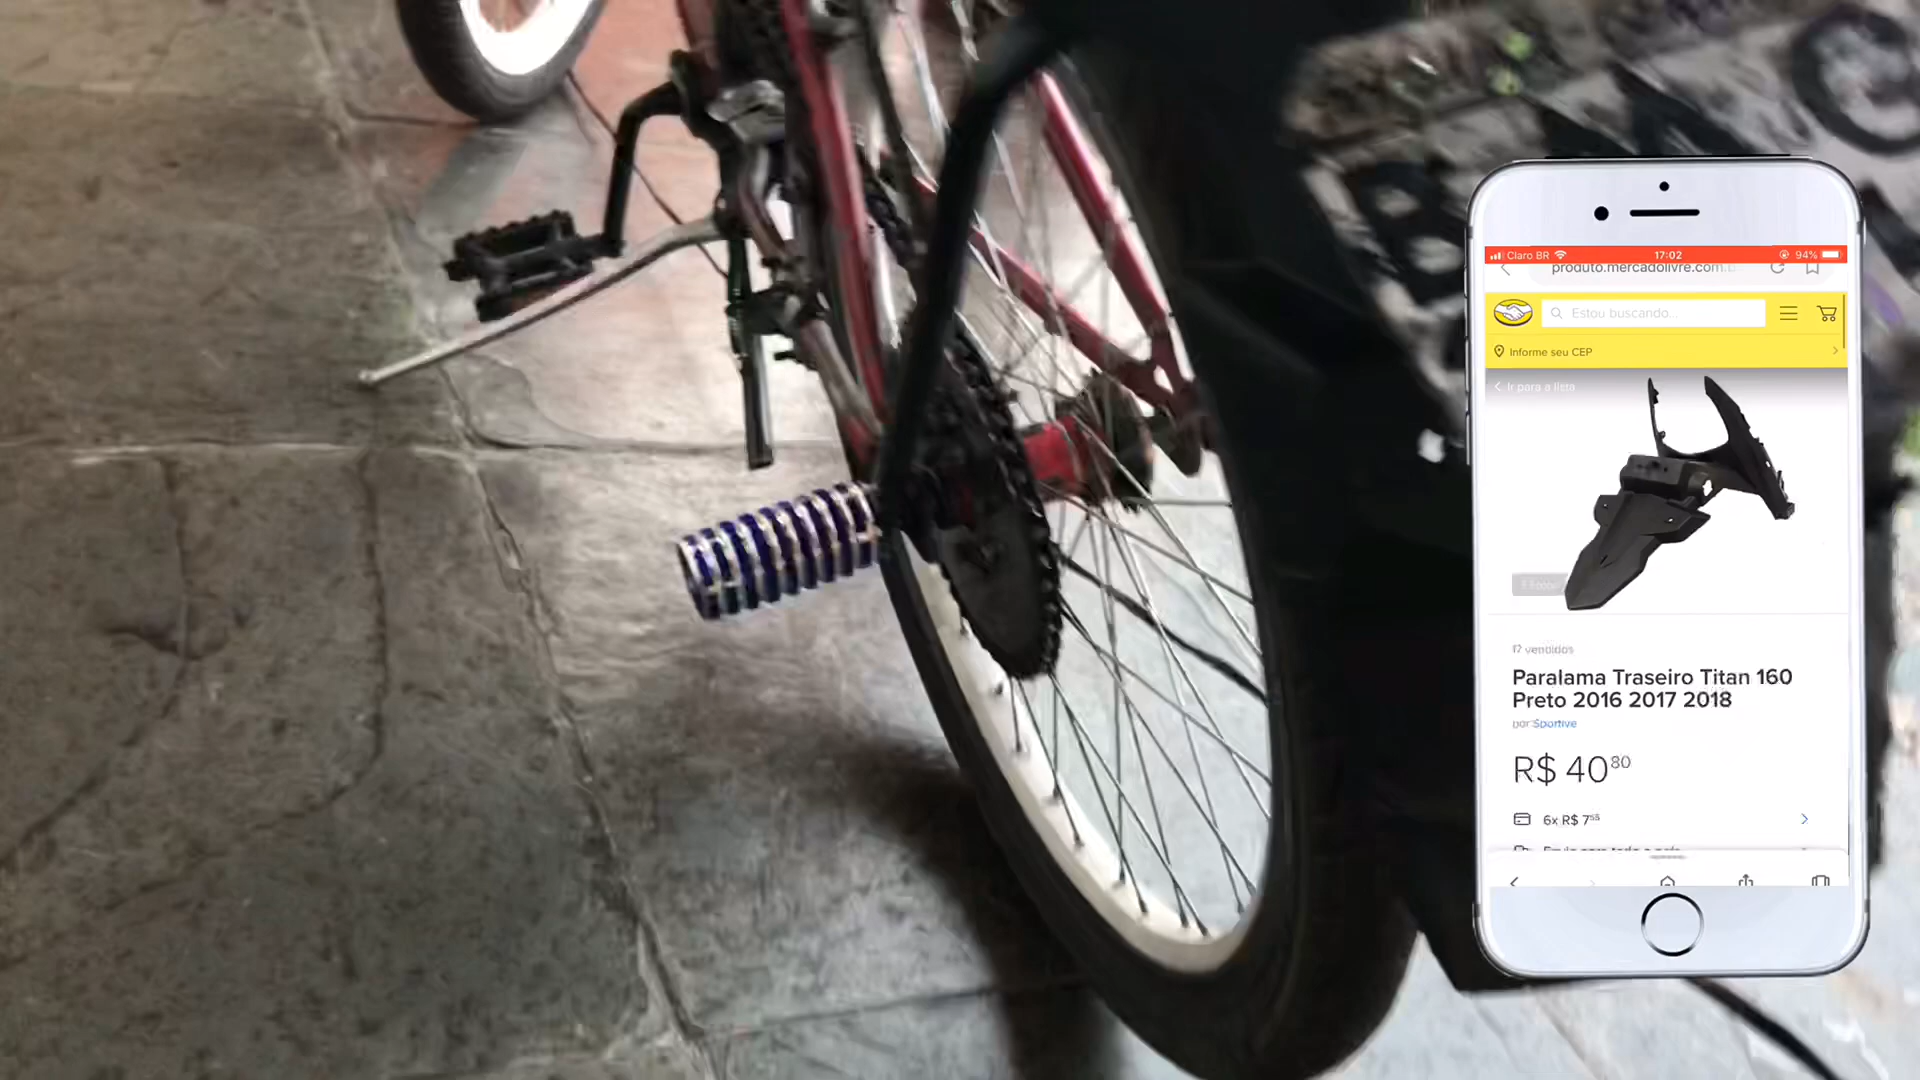 Claro BR
17:02
94%
produto.mercadolivre.com.b
Estou buscando...
Informe seu CEP
Ir para a lista
17 vendidos
Paralama Traseiro Titan 160
Preto 2016 2017 2018
por Sportive
R$ 40⁸⁰
6x R$ 7⁵⁵